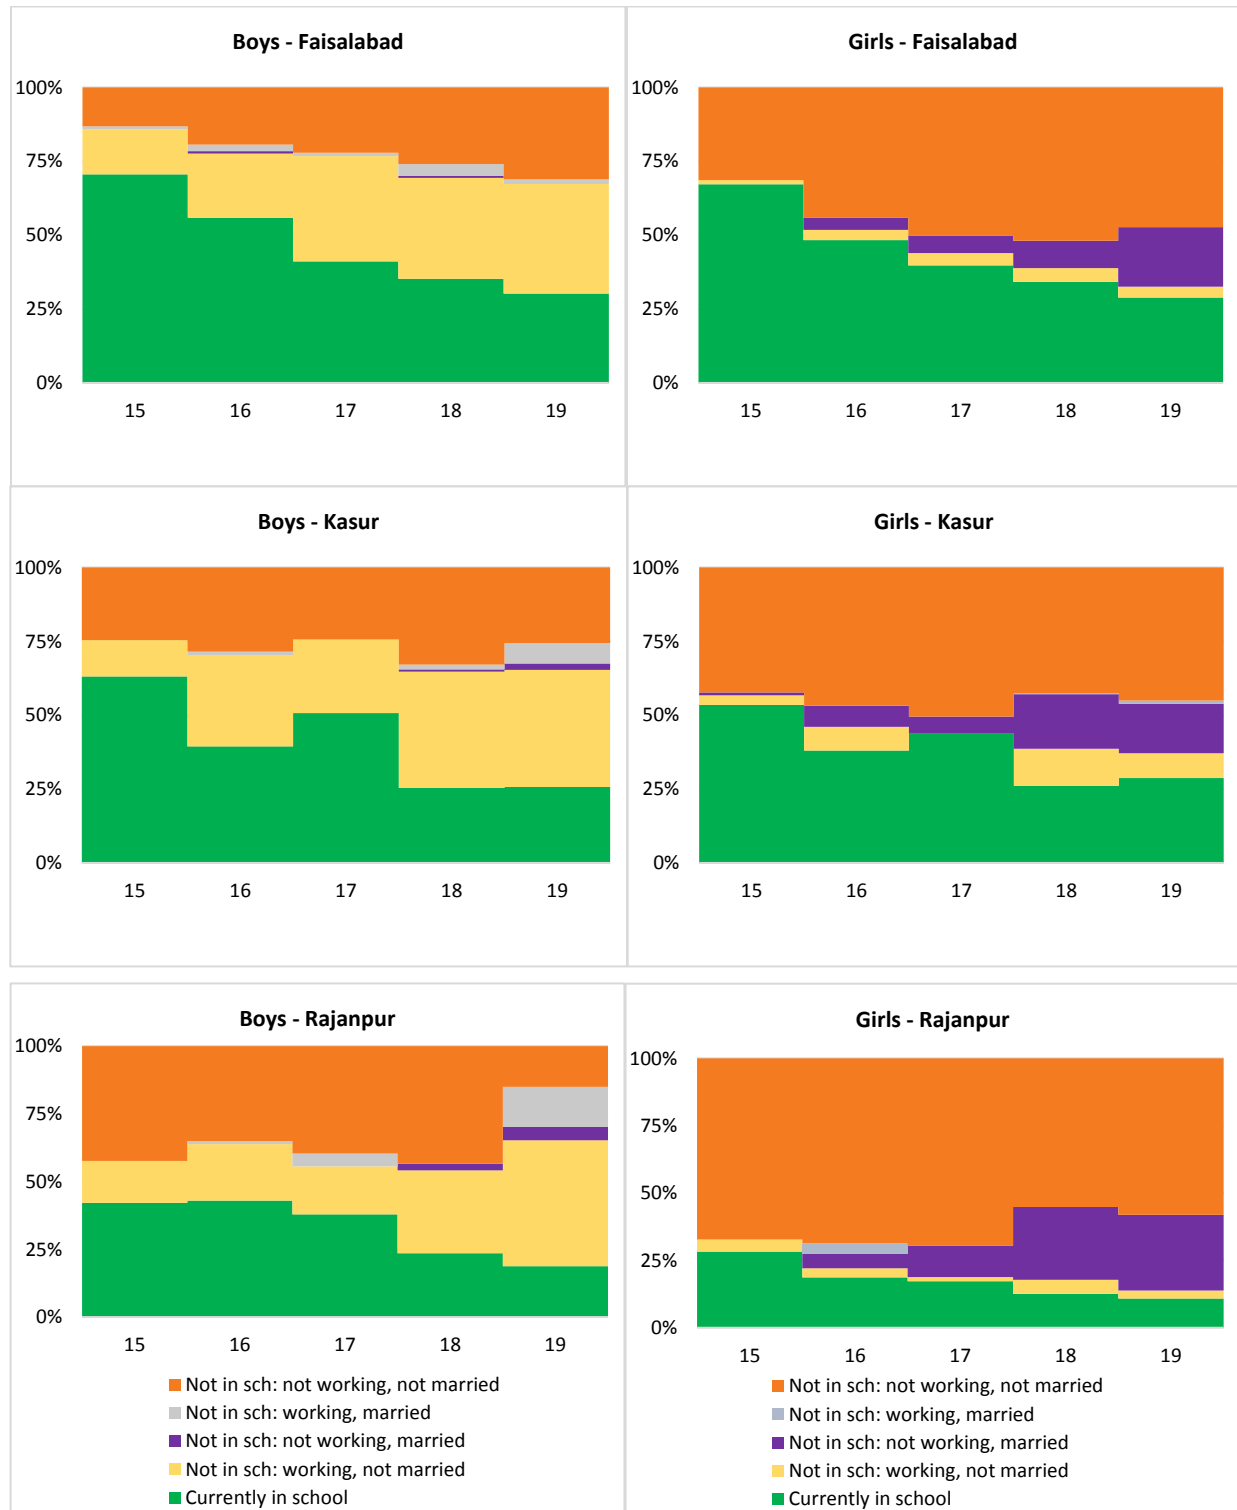 Boys - Faisalabad
100%
75%
50%
25%
0%
15 16 17 18 19
Girls - Faisalabad
100%
75%
50%
25%
0%
15 16 17 18 19
Boys - Kasur
100%
75%
50%
25%
0%
15 16 17 18 19
Girls - Kasur
100%
75%
50%
25%
0%
15 16 17 18 19
Boys - Rajanpur
100%
75%
50%
25%
0%
15 16 17 18 19
Not in sch: not working, not married
Not in sch: working, married
Not in sch: not working, married
Not in sch: working, not married
Currently in school
Girls - Rajanpur
100%
75%
50%
25%
0%
15 16 17 18 19
Not in sch: not working, not married
Not in sch: working, married
Not in sch: not working, married
Not in sch: working, not married
Currently in school